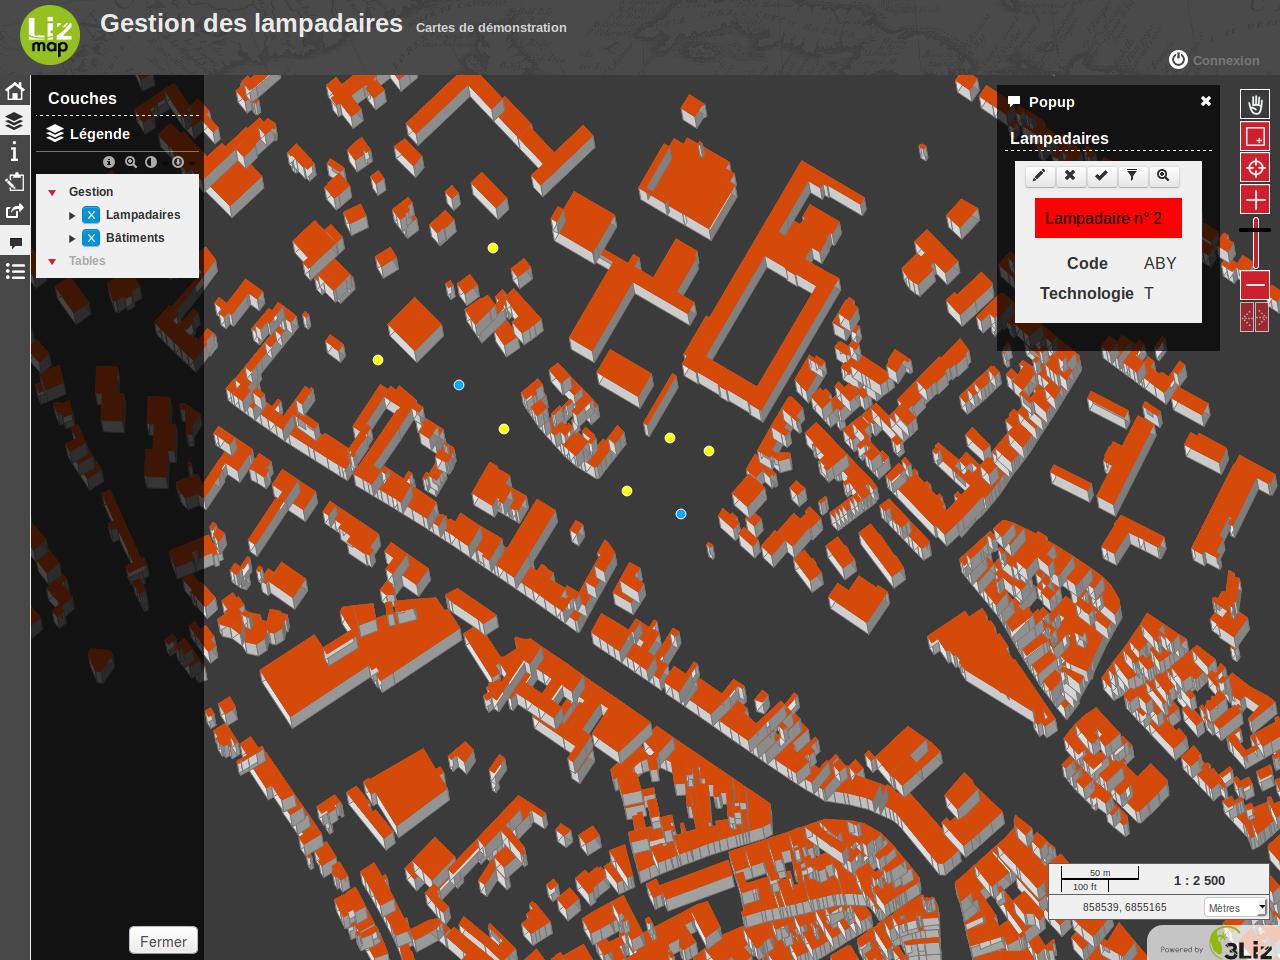 Liz
map
Gestion des lampadaires Cartes de démonstration
Connexion
Couches
Légende
Gestion
Lampadaires
Bâtiments
Tables
Fermer
Popup
Lampadaires
Lampadaire n° 2
Code ABY
Technologie T
50 m
100 ft
1 : 2 500
858539, 6855165
Mètres
Powered by
3Liz